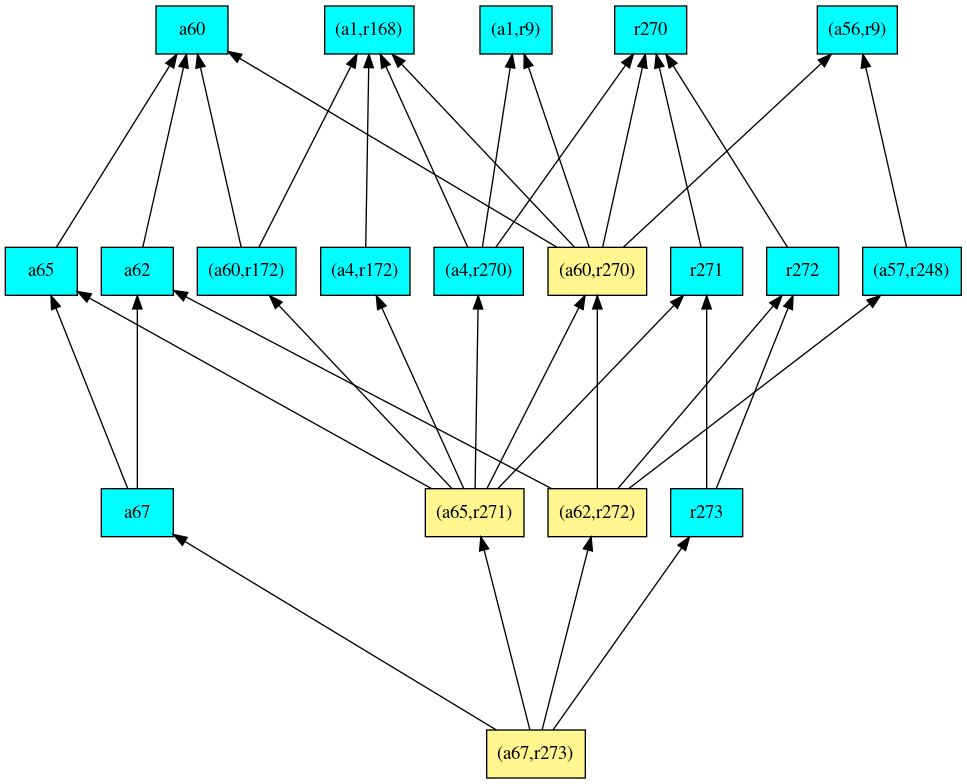 a60
(a1,r168)
(a1,r9)
r270
(a56,r9)
a65
a62
(a60,r172)
(a4,r172)
(a4,r270)
(a60,r270)
r271
r272
(a57,r248)
a67
(a65,r271)
(a62,r272)
r273
(a67,r273)